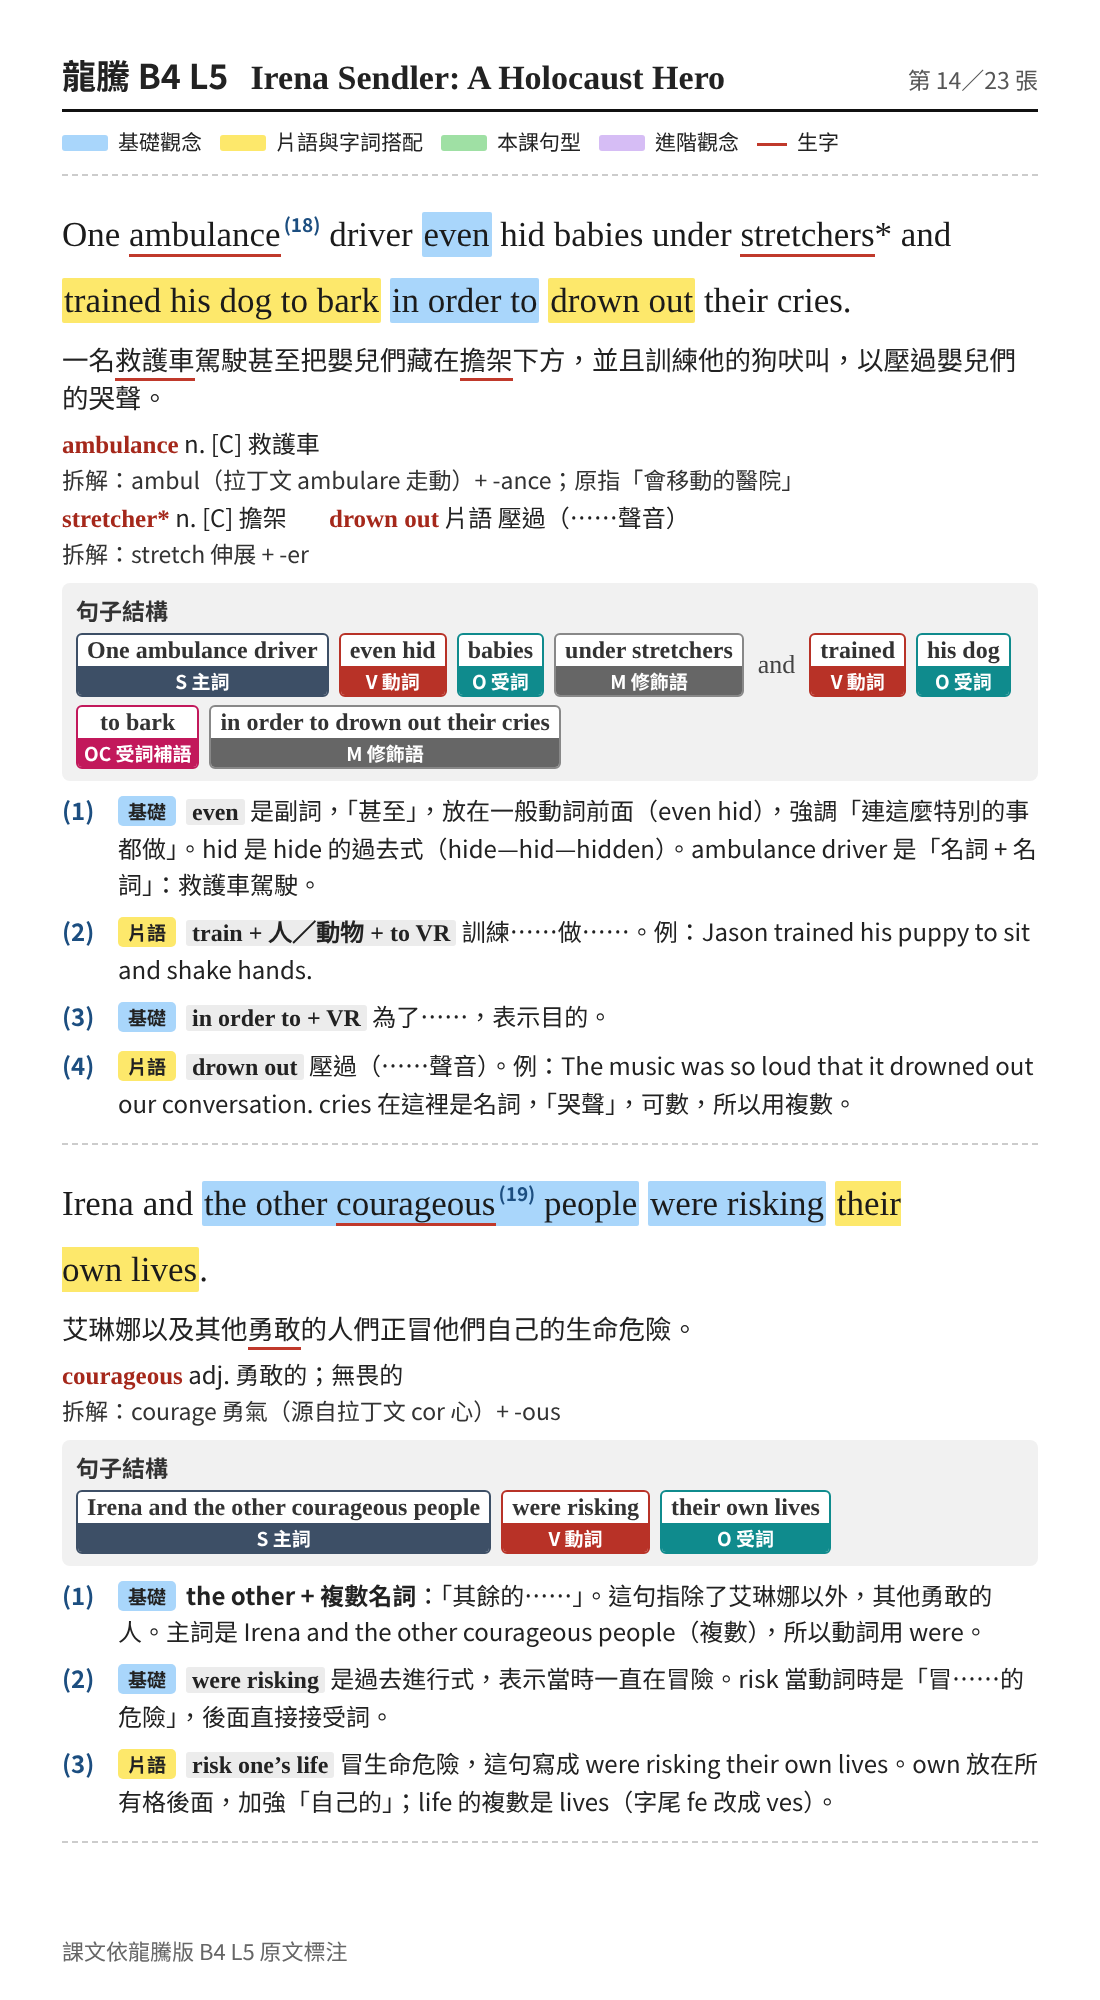 龍騰 B4 L5 Irena Sendler: A Holocaust Hero 第 14／23 張
基礎觀念 片語與字詞搭配 本課句型 進階觀念 生字
One ambulance(18) driver even hid babies under stretchers* and
trained his dog to bark in order to drown out their cries.
一名救護車駕駛甚至把嬰兒們藏在擔架下方，並且訓練他的狗吠叫，以壓過嬰兒們
的哭聲。
ambulance n. [C] 救護車
拆解：ambul（拉丁文 ambulare 走動）+ -ance；原指「會移動的醫院」
stretcher* n. [C] 擔架 drown out 片語 壓過（……聲音）
拆解：stretch 伸展 + -er
句子結構
One ambulance driver even hid babies under stretchers and trained his dog
S 主詞 V 動詞 O 受詞 M 修飾語 V 動詞 O 受詞
to bark in order to drown out their cries
OC 受詞補語 M 修飾語
(1) 基礎 even 是副詞，「甚至」，放在一般動詞前面（even hid），強調「連這麼特別的事
都做」。hid 是 hide 的過去式（hide—hid—hidden）。ambulance driver 是「名詞 + 名
詞」：救護車駕駛。
(2) 片語 train + 人／動物 + to VR 訓練……做……。例：Jason trained his puppy to sit
and shake hands.
(3) 基礎 in order to + VR 為了……，表示目的。
(4) 片語 drown out 壓過（……聲音）。例：The music was so loud that it drowned out
our conversation. cries 在這裡是名詞，「哭聲」，可數，所以用複數。
Irena and the other courageous(19) people were risking their
own lives.
艾琳娜以及其他勇敢的人們正冒他們自己的生命危險。
courageous adj. 勇敢的；無畏的
拆解：courage 勇氣（源自拉丁文 cor 心）+ -ous
句子結構
Irena and the other courageous people were risking their own lives
S 主詞 V 動詞 O 受詞
(1) 基礎 the other + 複數名詞：「其餘的……」。這句指除了艾琳娜以外，其他勇敢的
人。主詞是 Irena and the other courageous people（複數），所以動詞用 were。
(2) 基礎 were risking 是過去進行式，表示當時一直在冒險。risk 當動詞時是「冒……的
危險」，後面直接接受詞。
(3) 片語 risk one’s life 冒生命危險，這句寫成 were risking their own lives。own 放在所
有格後面，加強「自己的」；life 的複數是 lives（字尾 fe 改成 ves）。
課文依龍騰版 B4 L5 原文標注